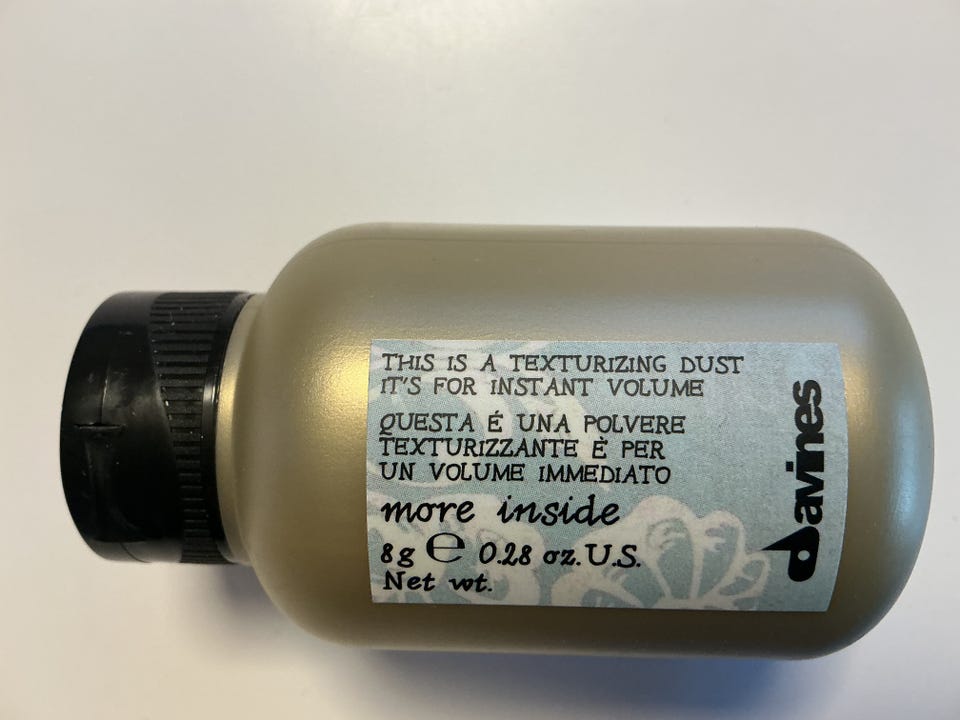 THIS IS A TEXTURIZING DUST
IT'S FOR INSTANT VOLUME
QUESTA É UNA POLVERE
TEXTURIZZANTE È PER
UN VOLUME IMMEDIATO
more inside
8g ℮ 0.28 oz. U.S.
Net wt.
davines